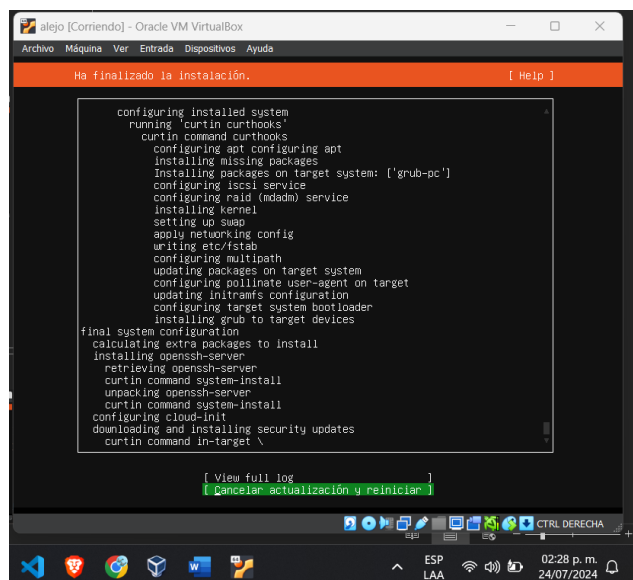 alejo [Corriendo] - Oracle VM VirtualBox
Archivo Máquina Ver Entrada Dispositivos Ayuda
Ha finalizado la instalación. [ Help ]
configuring installed system
running 'curtin curthooks'
curtin command curthooks
configuring apt configuring apt
installing missing packages
Installing packages on target system: ['grub-pc']
configuring iscsi service
configuring raid (mdadm) service
installing kernel
setting up swap
apply networking config
writing etc/fstab
configuring multipath
updating packages on target system
configuring pollinate user-agent on target
updating initramfs configuration
configuring target system bootloader
installing grub to target devices
final system configuration
calculating extra packages to install
installing openssh-server
retrieving openssh-server
curtin command system-install
unpacking openssh-server
curtin command system-install
configuring cloud-init
downloading and installing security updates
curtin command in-target \
[ View full log ]
[ Cancelar actualización y reiniciar ]
CTRL DERECHA
ESP
LAA
02:28 p. m.
24/07/2024